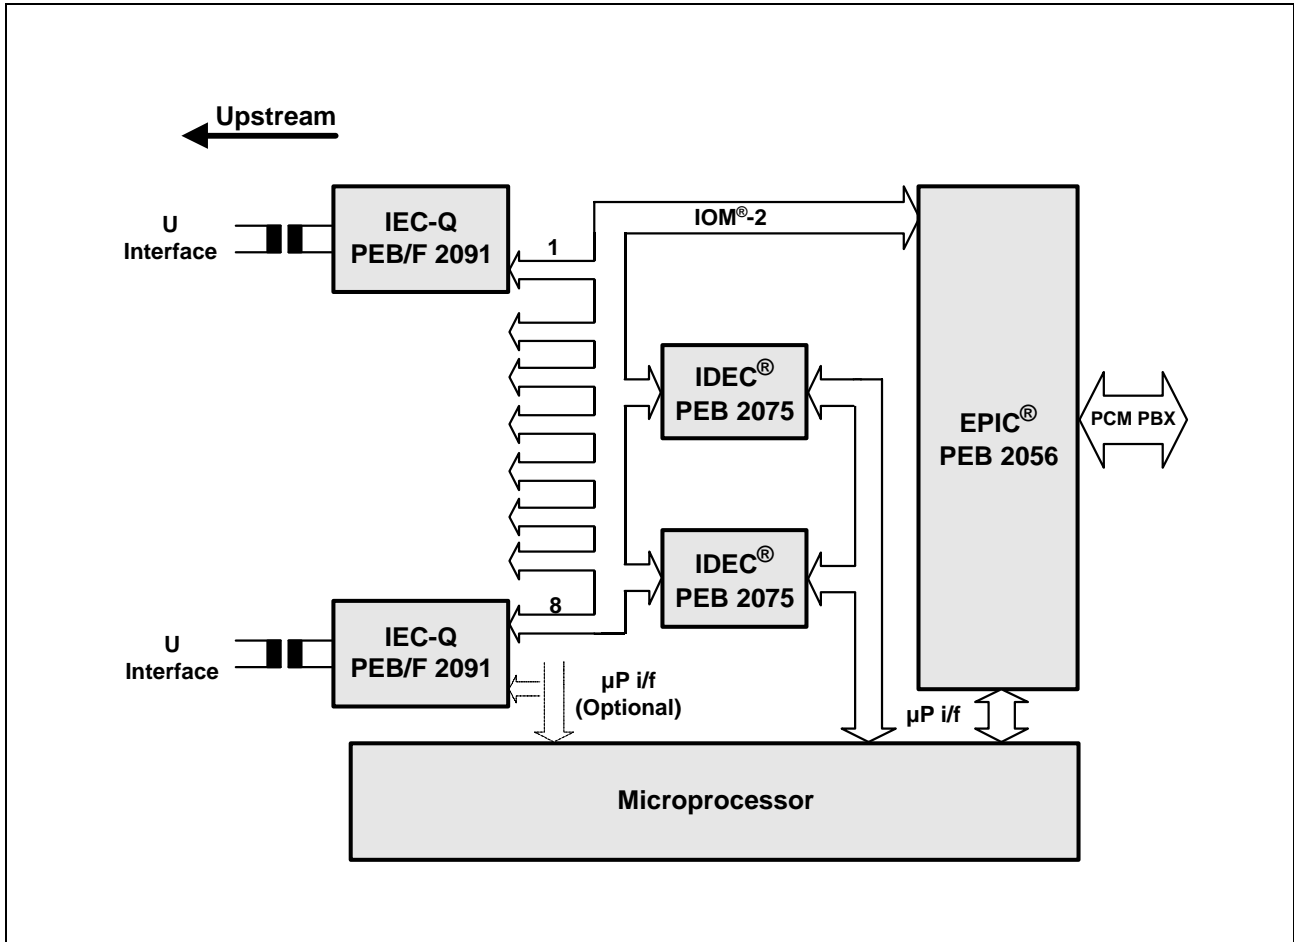 Upstream
U
Interface
IEC-Q
PEB/F 2091
1
IOM®-2
IDEC®
PEB 2075
EPIC®
PEB 2056
PCM PBX
IDEC®
PEB 2075
8
U
Interface
IEC-Q
PEB/F 2091
µP i/f
(Optional)
µP i/f
Microprocessor